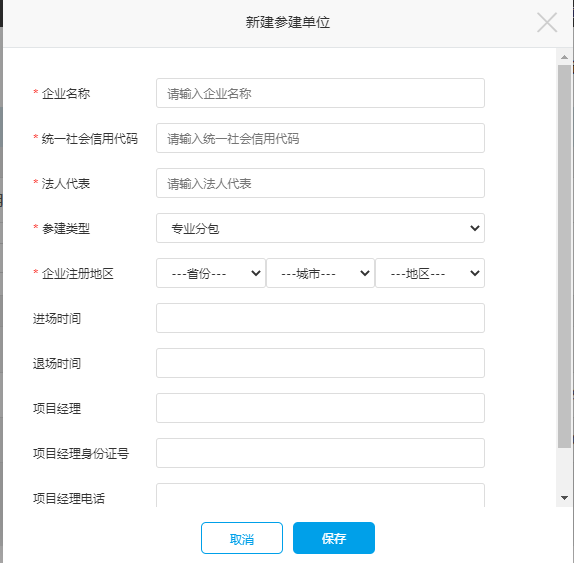 新建参建单位
* 企业名称 请输入企业名称
* 统一社会信用代码 请输入统一社会信用代码
* 法人代表 请输入法人代表
* 参建类型 专业分包
* 企业注册地区 ---省份--- ---城市--- ---地区---
进场时间
退场时间
项目经理
项目经理身份证号
项目经理电话
取消 保存